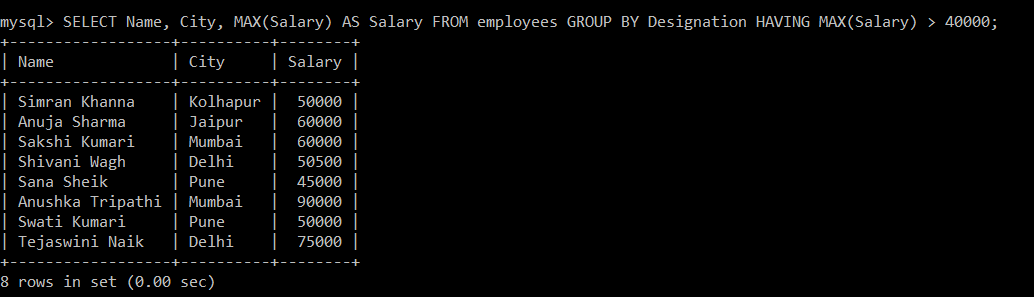 mysql> SELECT Name, City, MAX(Salary) AS Salary FROM employees GROUP BY Designation HAVING MAX(Salary) > 40000;
+------------------+----------+--------+
| Name             | City     | Salary |
+------------------+----------+--------+
| Simran Khanna    | Kolhapur |  50000 |
| Anuja Sharma     | Jaipur   |  60000 |
| Sakshi Kumari    | Mumbai   |  60000 |
| Shivani Wagh     | Delhi    |  50500 |
| Sana Sheik       | Pune     |  45000 |
| Anushka Tripathi | Mumbai   |  90000 |
| Swati Kumari     | Pune     |  50000 |
| Tejaswini Naik   | Delhi    |  75000 |
+------------------+----------+--------+
8 rows in set (0.00 sec)